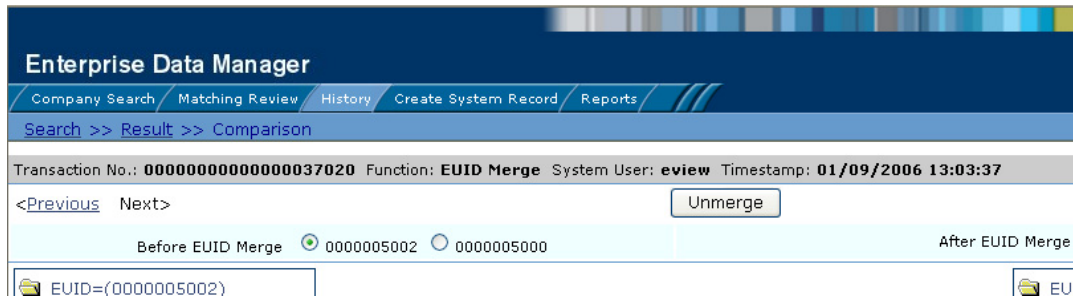 Enterprise Data Manager
Company Search Matching Review History Create System Record Reports
Search >> Result >> Comparison
Transaction No.: 00000000000000037020 Function: EUID Merge System User: eview Timestamp: 01/09/2006 13:03:37
<Previous Next> Unmerge
Before EUID Merge 0000005002 0000005000 After EUID Merge
EUID=(0000005002) EU